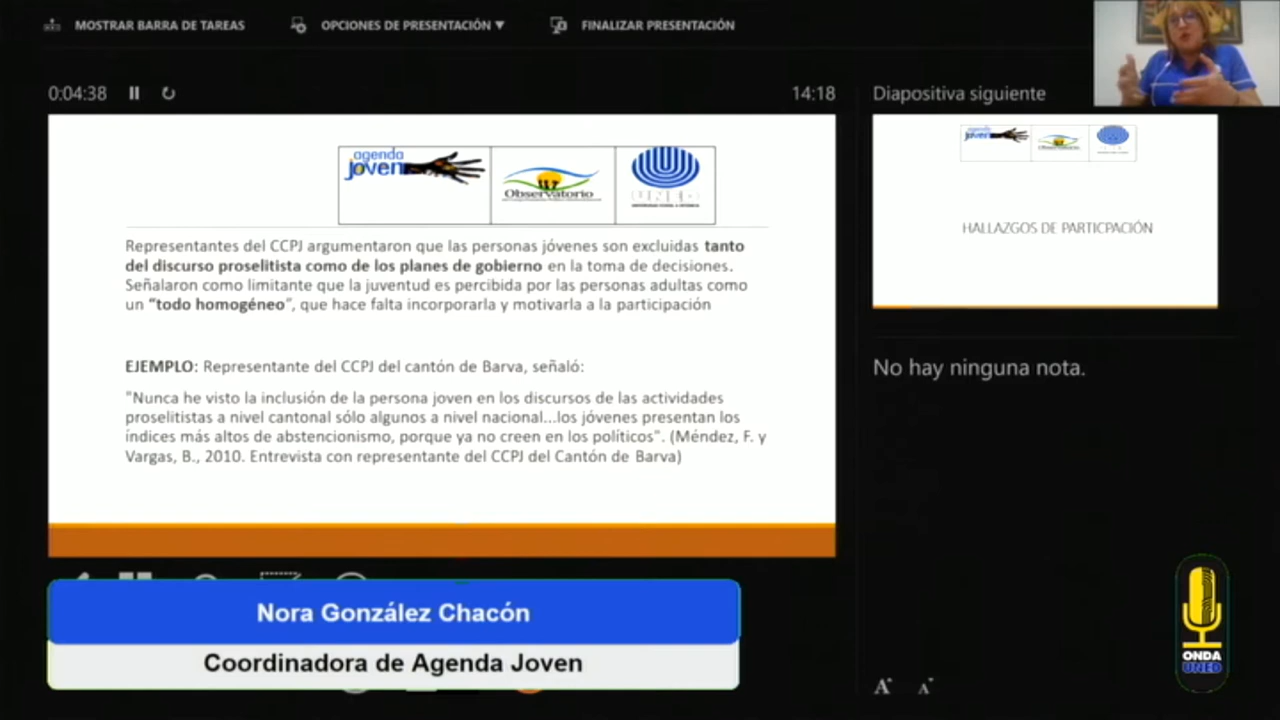 MOSTRAR BARRA DE TAREAS
OPCIONES DE PRESENTACIÓN ▼
FINALIZAR PRESENTACIÓN
0:04:38
14:18
Diapositiva siguiente
agenda
joven
Observatorio
UNED
Representantes del CCPJ argumentaron que las personas jóvenes son excluidas tanto
del discurso proselitista como de los planes de gobierno en la toma de decisiones.
Señalaron como limitante que la juventud es percibida por las personas adultas como
un “todo homogéneo”, que hace falta incorporarla y motivarla a la participación
EJEMPLO: Representante del CCPJ del cantón de Barva, señaló:
"Nunca he visto la inclusión de la persona joven en los discursos de las actividades
proselitistas a nivel cantonal sólo algunos a nivel nacional...los jóvenes presentan los
índices más altos de abstencionismo, porque ya no creen en los políticos". (Méndez, F. y
Vargas, B., 2010. Entrevista con representante del CCPJ del Cantón de Barva)
agenda
joven
HALLAZGOS DE PARTICPACIÓN
No hay ninguna nota.
Nora González Chacón
Coordinadora de Agenda Joven
ONDA
UNED
A A